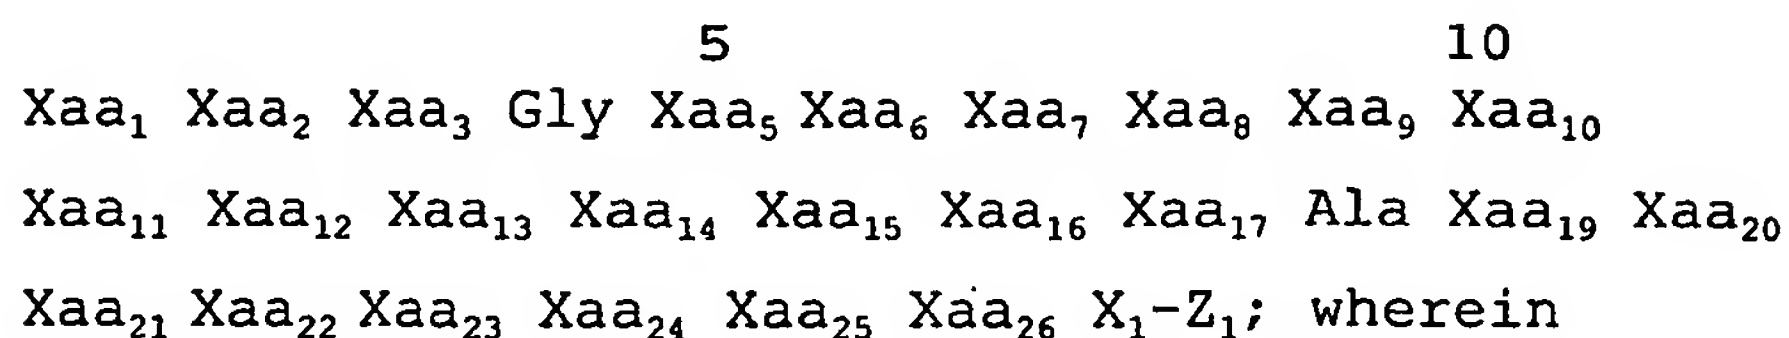 5 10
Xaa₁ Xaa₂ Xaa₃ Gly Xaa₅ Xaa₆ Xaa₇ Xaa₈ Xaa₉ Xaa₁₀
Xaa₁₁ Xaa₁₂ Xaa₁₃ Xaa₁₄ Xaa₁₅ Xaa₁₆ Xaa₁₇ Ala Xaa₁₉ Xaa₂₀
Xaa₂₁ Xaa₂₂ Xaa₂₃ Xaa₂₄ Xaa₂₅ Xaa₂₆ X₁-Z₁; wherein